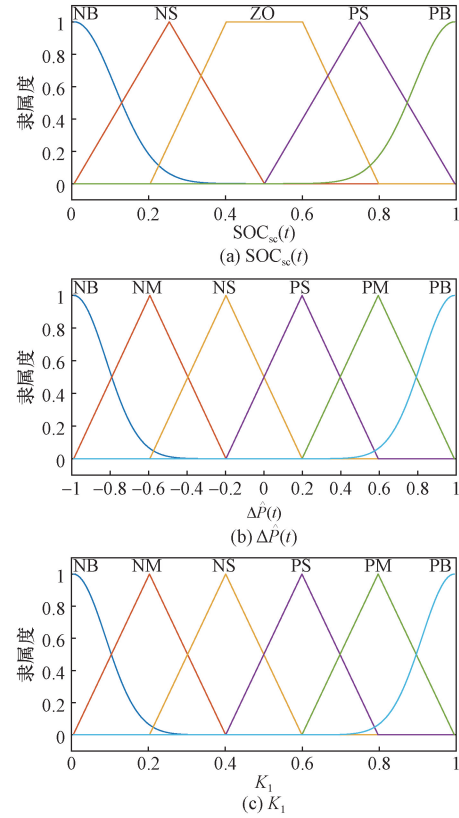 NB NS ZO PS PB
1
0.8
0.6
0.4
0.2
0
隶属度
0 0.2 0.4 0.6 0.8 1
SOC_sc(t)
(a) SOC_sc(t)
NB NM NS PS PM PB
1
0.8
0.6
0.4
0.2
0
隶属度
−1 −0.8 −0.6 −0.4 −0.2 0 0.2 0.4 0.6 0.8 1
ΔP̂(t)
(b) ΔP̂(t)
NB NM NS PS PM PB
1
0.8
0.6
0.4
0.2
0
隶属度
0 0.2 0.4 0.6 0.8 1
K₁
(c) K₁